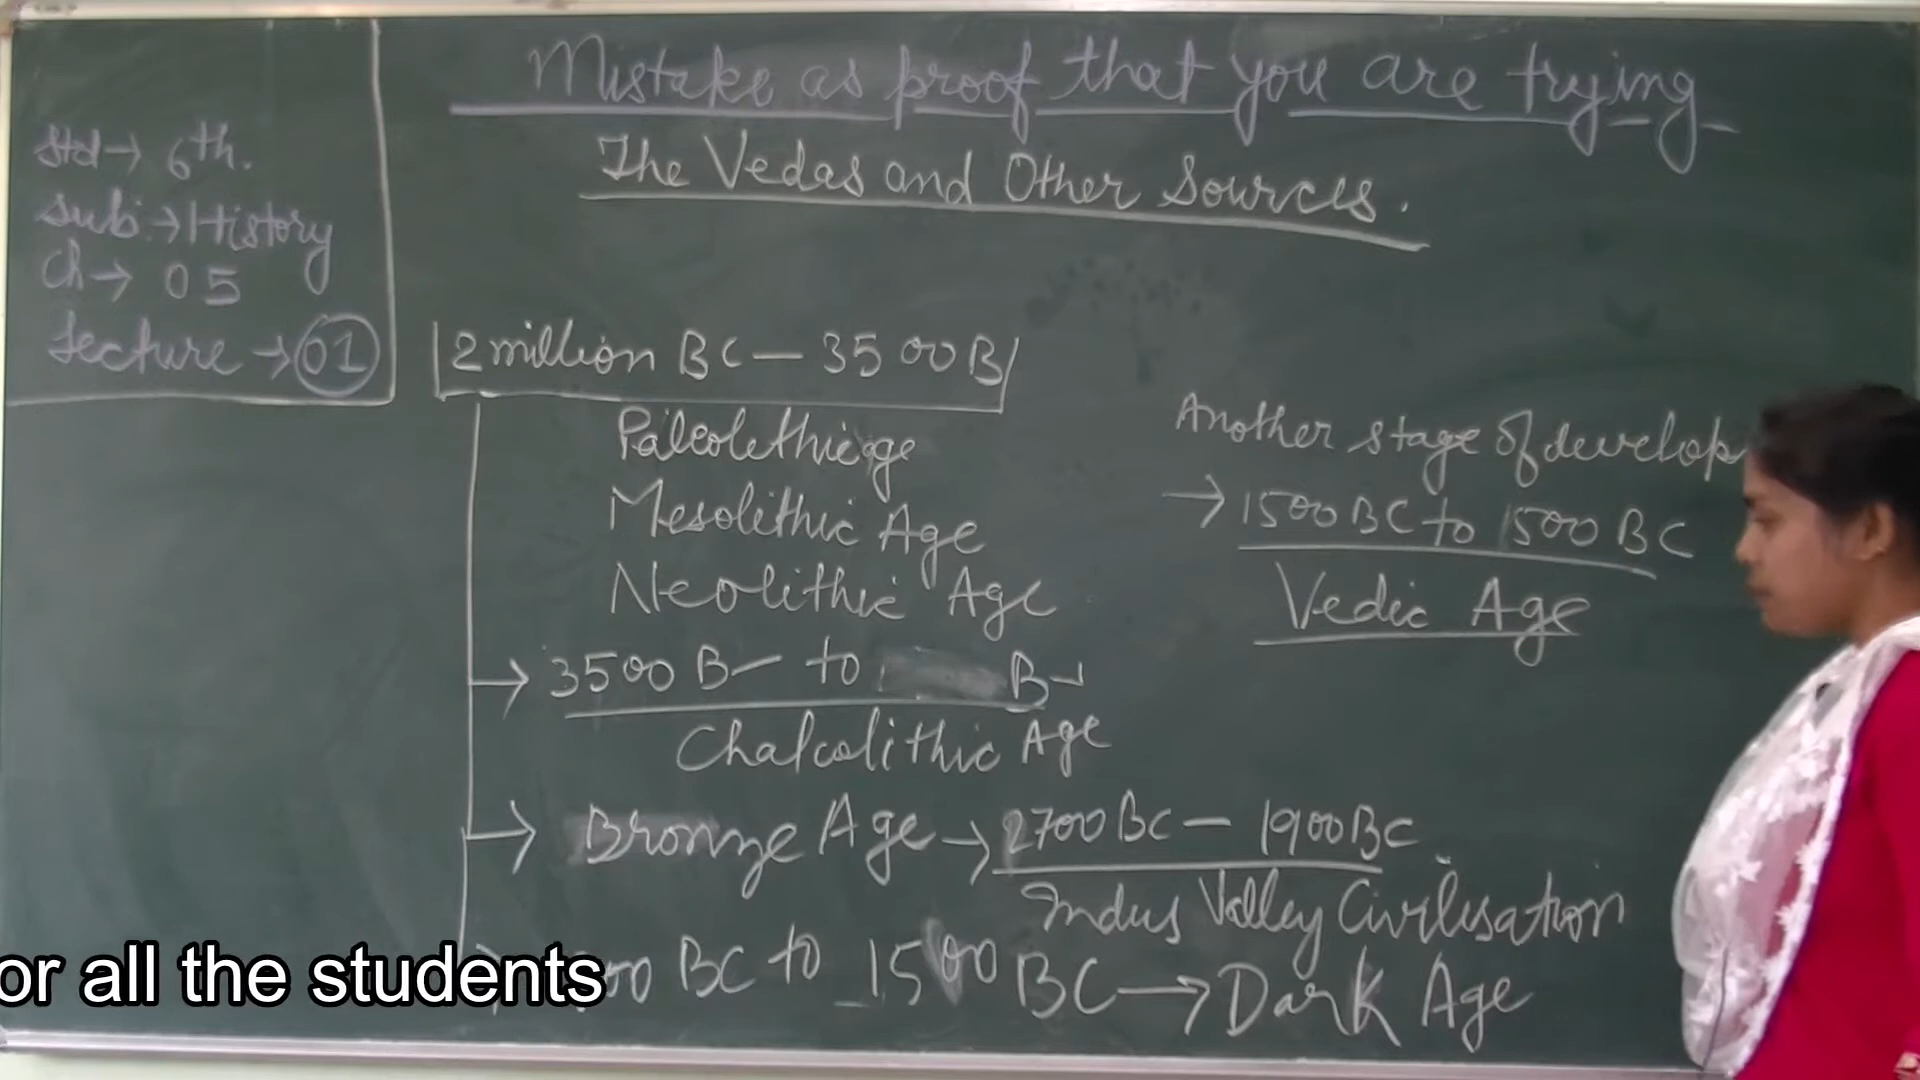 Mistake as proof that you are trying
The Vedas and Other Sources.
Std → 6th.
Sub: → History
Ch → 05
Lecture → 01
2 million BC – 3500 B
Paleolethic age
Mesolithic Age
Neolithic Age
→ 3500 B to B
Chalcolithic Age
→ Bronze Age → 2700 BC – 1900 BC
Indus Valley Civilisation
00 BC to 1500 BC → Dark Age
Another stage of develop
→ 1500 BC to 1500 BC
Vedic Age
or all the students